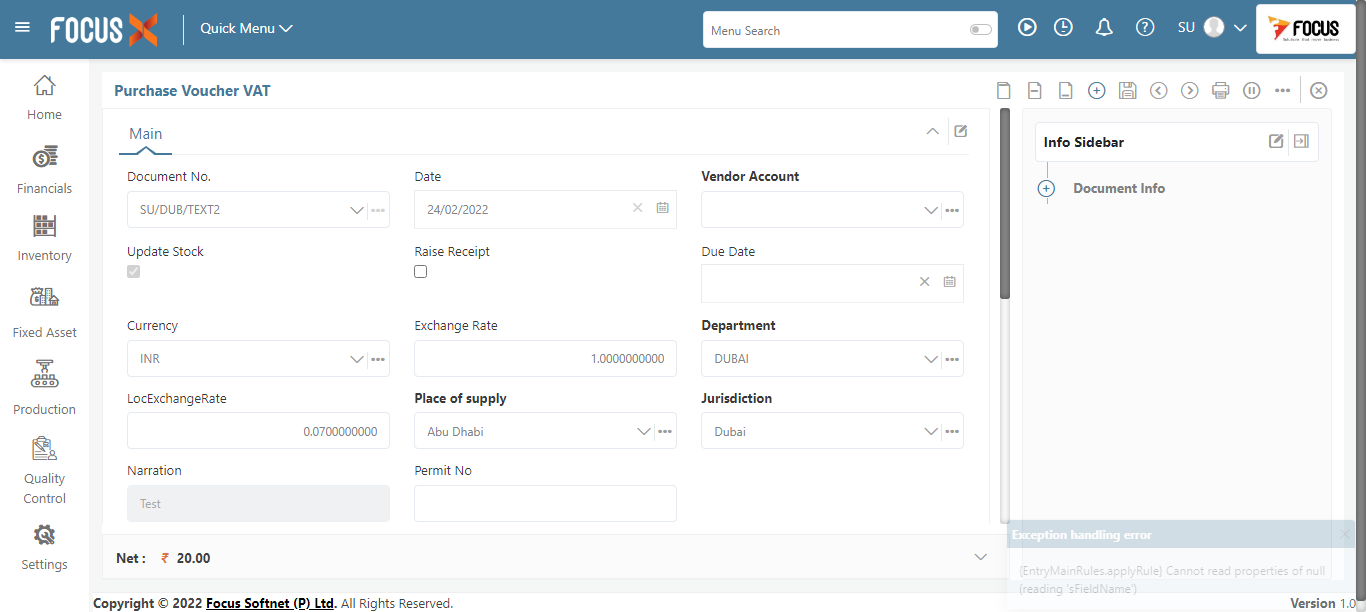 FOCUS X
Quick Menu
Menu Search
SU
FOCUS
Home
Financials
Inventory
Fixed Asset
Production
Quality
Control
Settings
Purchase Voucher VAT
Main
Document No.
Date
Vendor Account
SU/DUB/TEXT2
24/02/2022
Update Stock
Raise Receipt
Due Date
Currency
Exchange Rate
Department
INR
1.0000000000
DUBAI
LocExchangeRate
Place of supply
Jurisdiction
0.0700000000
Abu Dhabi
Dubai
Narration
Permit No
Test
Net : ₹ 20.00
Info Sidebar
Document Info
Exception handling error
{EntryMainRules.applyRule} Cannot read properties of null
(reading 'sFieldName')
Copyright © 2022 Focus Softnet (P) Ltd. All Rights Reserved.
Version 1.0